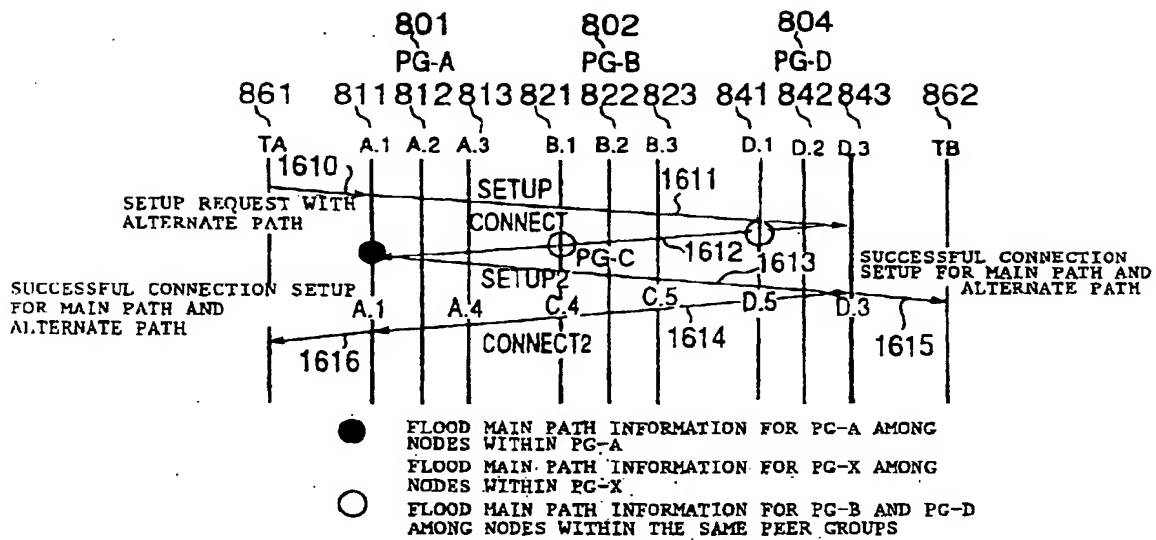 801 802 804
PG-A PG-B PG-D
861 811 812 813 821 822 823 841 842 843 862
TA A.1 A.2 A.3 B.1 B.2 B.3 D.1 D.2 D.3 TB
1610
SETUP
1611
SETUP REQUEST WITH
ALTERNATE PATH
CONNECT
1612
PG-C
1613
SETUP2
SUCCESSFUL CONNECTION
SETUP FOR MAIN PATH AND
ALTERNATE PATH
SUCCESSFUL CONNECTION SETUP
FOR MAIN PATH AND
ALTERNATE PATH
A.1 A.4 C.4 C.5 D.5 D.3
1616
CONNECT2
1614
1615
FLOOD MAIN PATH INFORMATION FOR PG-A AMONG
NODES WITHIN PG-A
FLOOD MAIN PATH INFORMATION FOR PG-X AMONG
NODES WITHIN PG-X
FLOOD MAIN PATH INFORMATION FOR PG-B AND PG-D
AMONG NODES WITHIN THE SAME PEER GROUPS